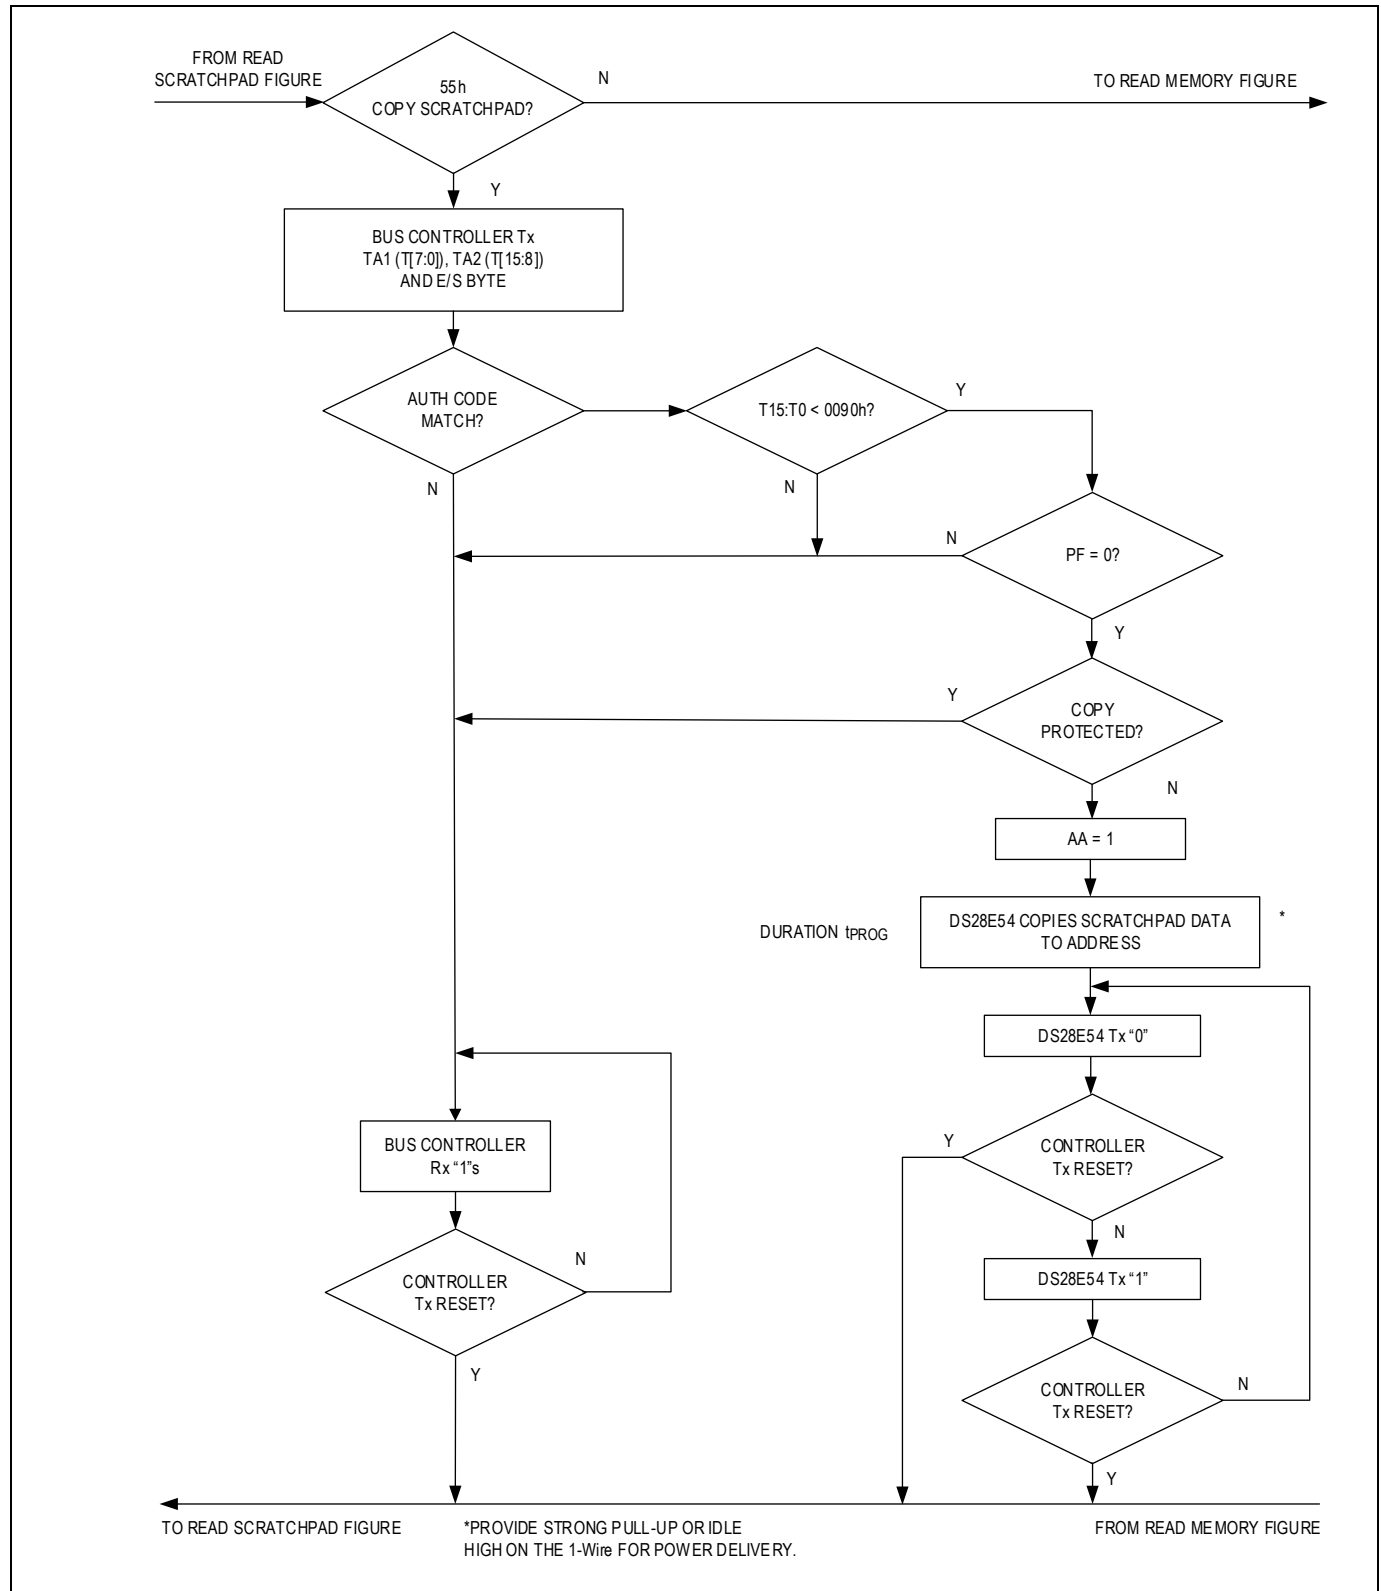 FROM READ
SCRATCHPAD FIGURE
55h
COPY SCRATCHPAD?
N
TO READ MEMORY FIGURE
Y
BUS CONTROLLER Tx
TA1 (T[7:0]), TA2 (T[15:8])
AND E/S BYTE
AUTH CODE
MATCH?
T15:T0 < 0090h?
Y
N
N
N
PF = 0?
Y
Y
COPY
PROTECTED?
N
AA = 1
DURATION tPROG
DS28E54 COPIES SCRATCHPAD DATA
TO ADDRESS
*
DS28E54 Tx “0”
BUS CONTROLLER
Rx “1”s
Y
CONTROLLER
Tx RESET?
N
N
CONTROLLER
Tx RESET?
DS28E54 Tx “1”
Y
CONTROLLER
Tx RESET?
N
Y
TO READ SCRATCHPAD FIGURE
*PROVIDE STRONG PULL-UP OR IDLE
HIGH ON THE 1-Wire FOR POWER DELIVERY.
FROM READ MEMORY FIGURE